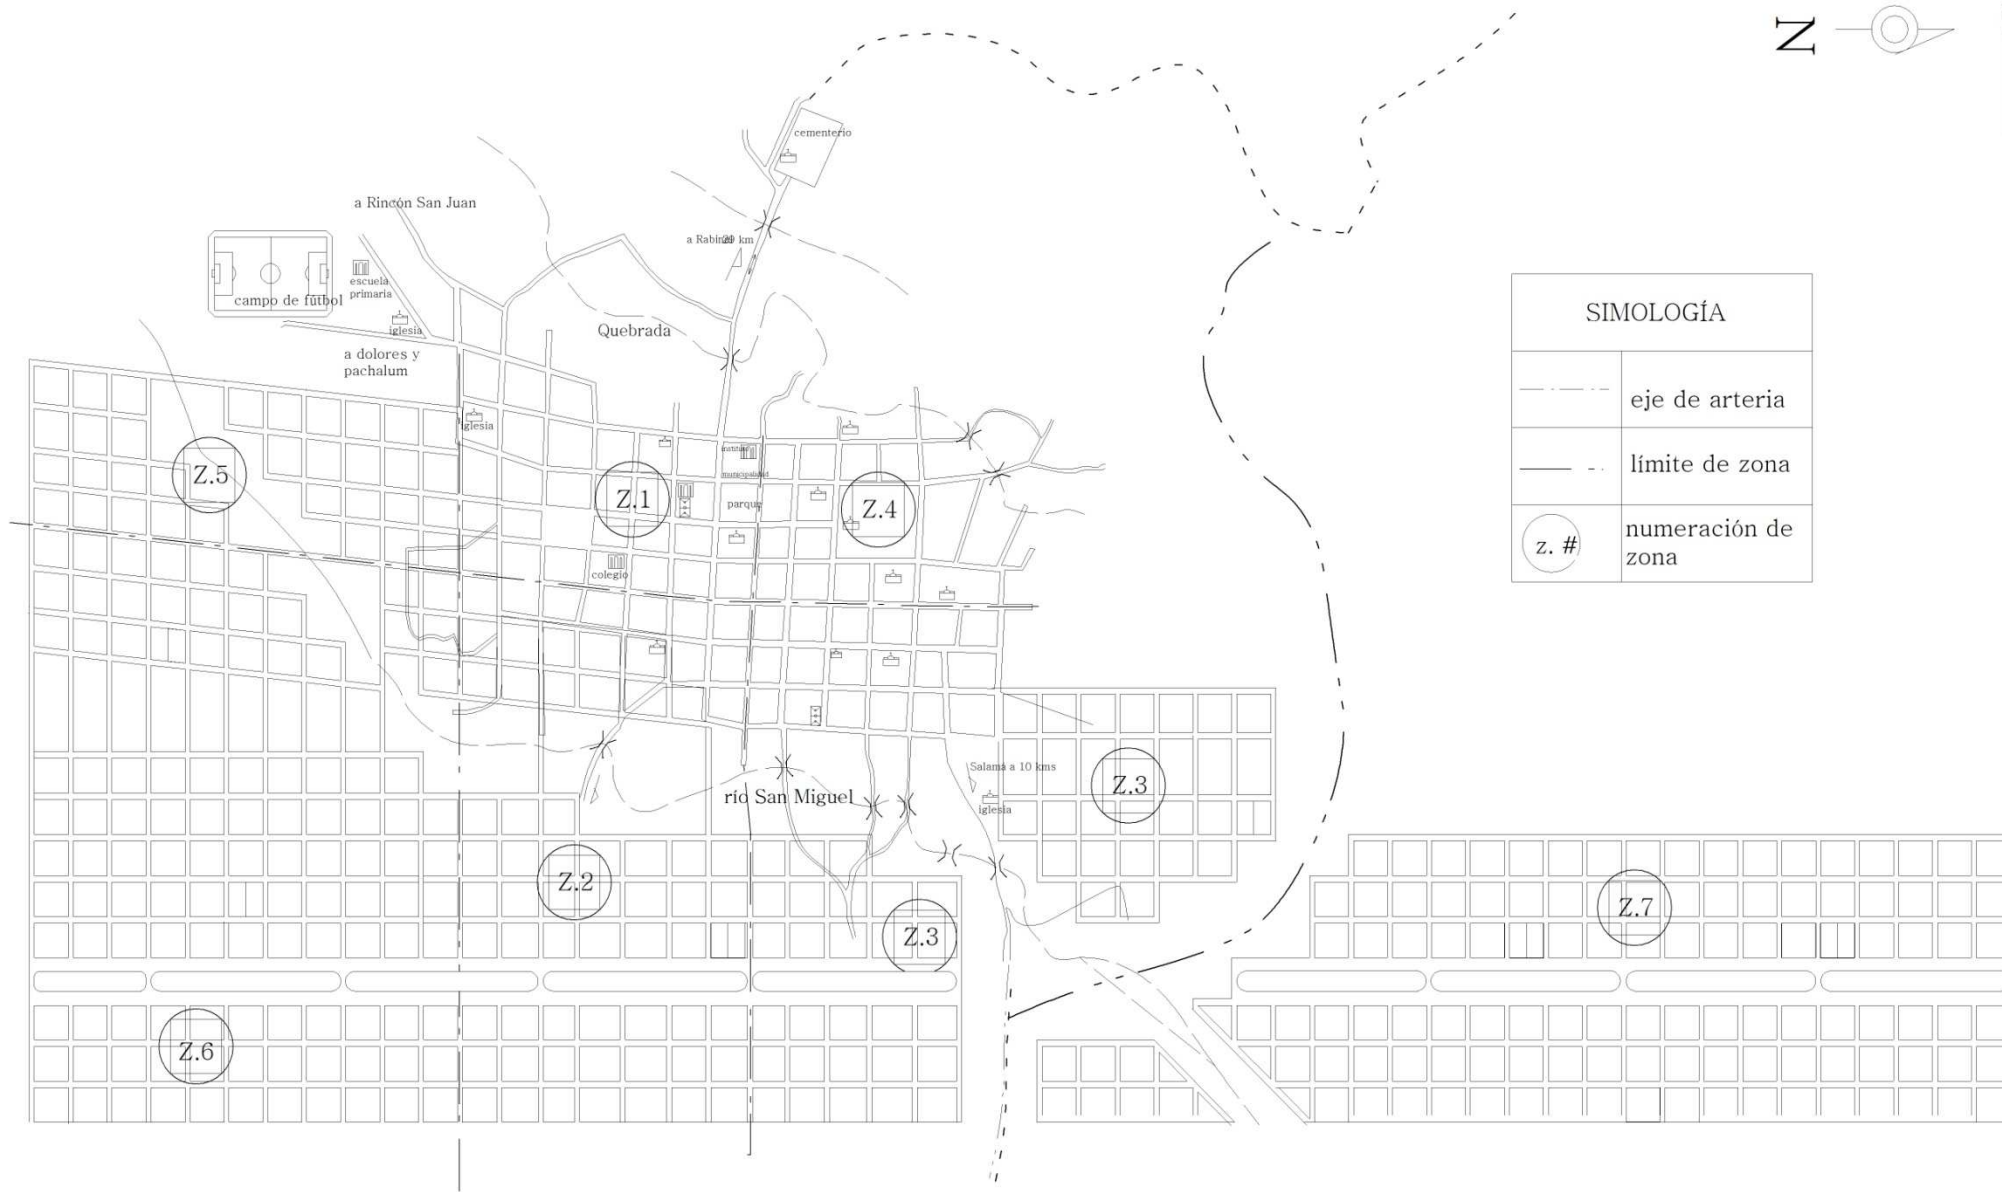 N
cementerio
a Rincón San Juan
a Rabinal
20 km
escuela
primaria
campo de fútbol
iglesia
Quebrada
a dolores y
pachalum
iglesia
instituto
municipalidad
parque
colegio
Z.5
Z.1
Z.4
SIMOLOGÍA
eje de arteria
límite de zona
z. #
numeración de
zona
Salamá a 10 kms
iglesia
río San Miguel
Z.3
Z.2
Z.3
Z.7
Z.6